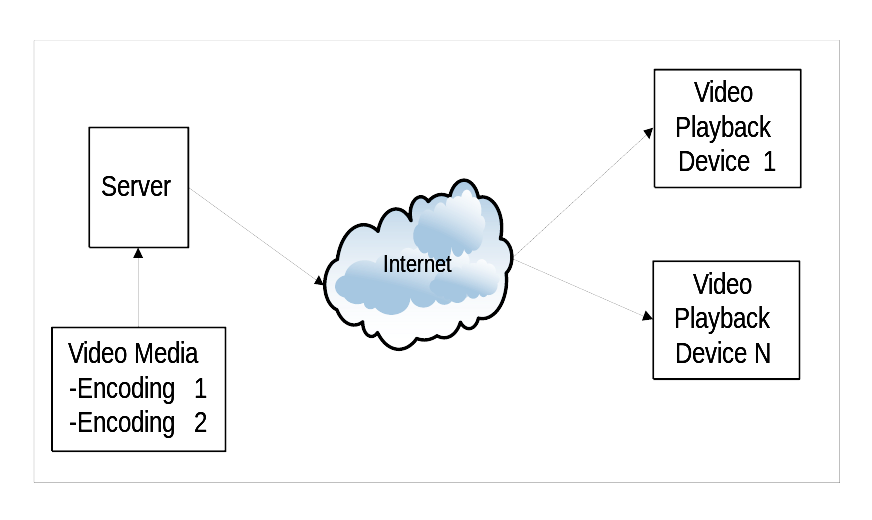 Server
Video Media
-Encoding 1
-Encoding 2
Internet
Video
Playback
Device 1
Video
Playback
Device N